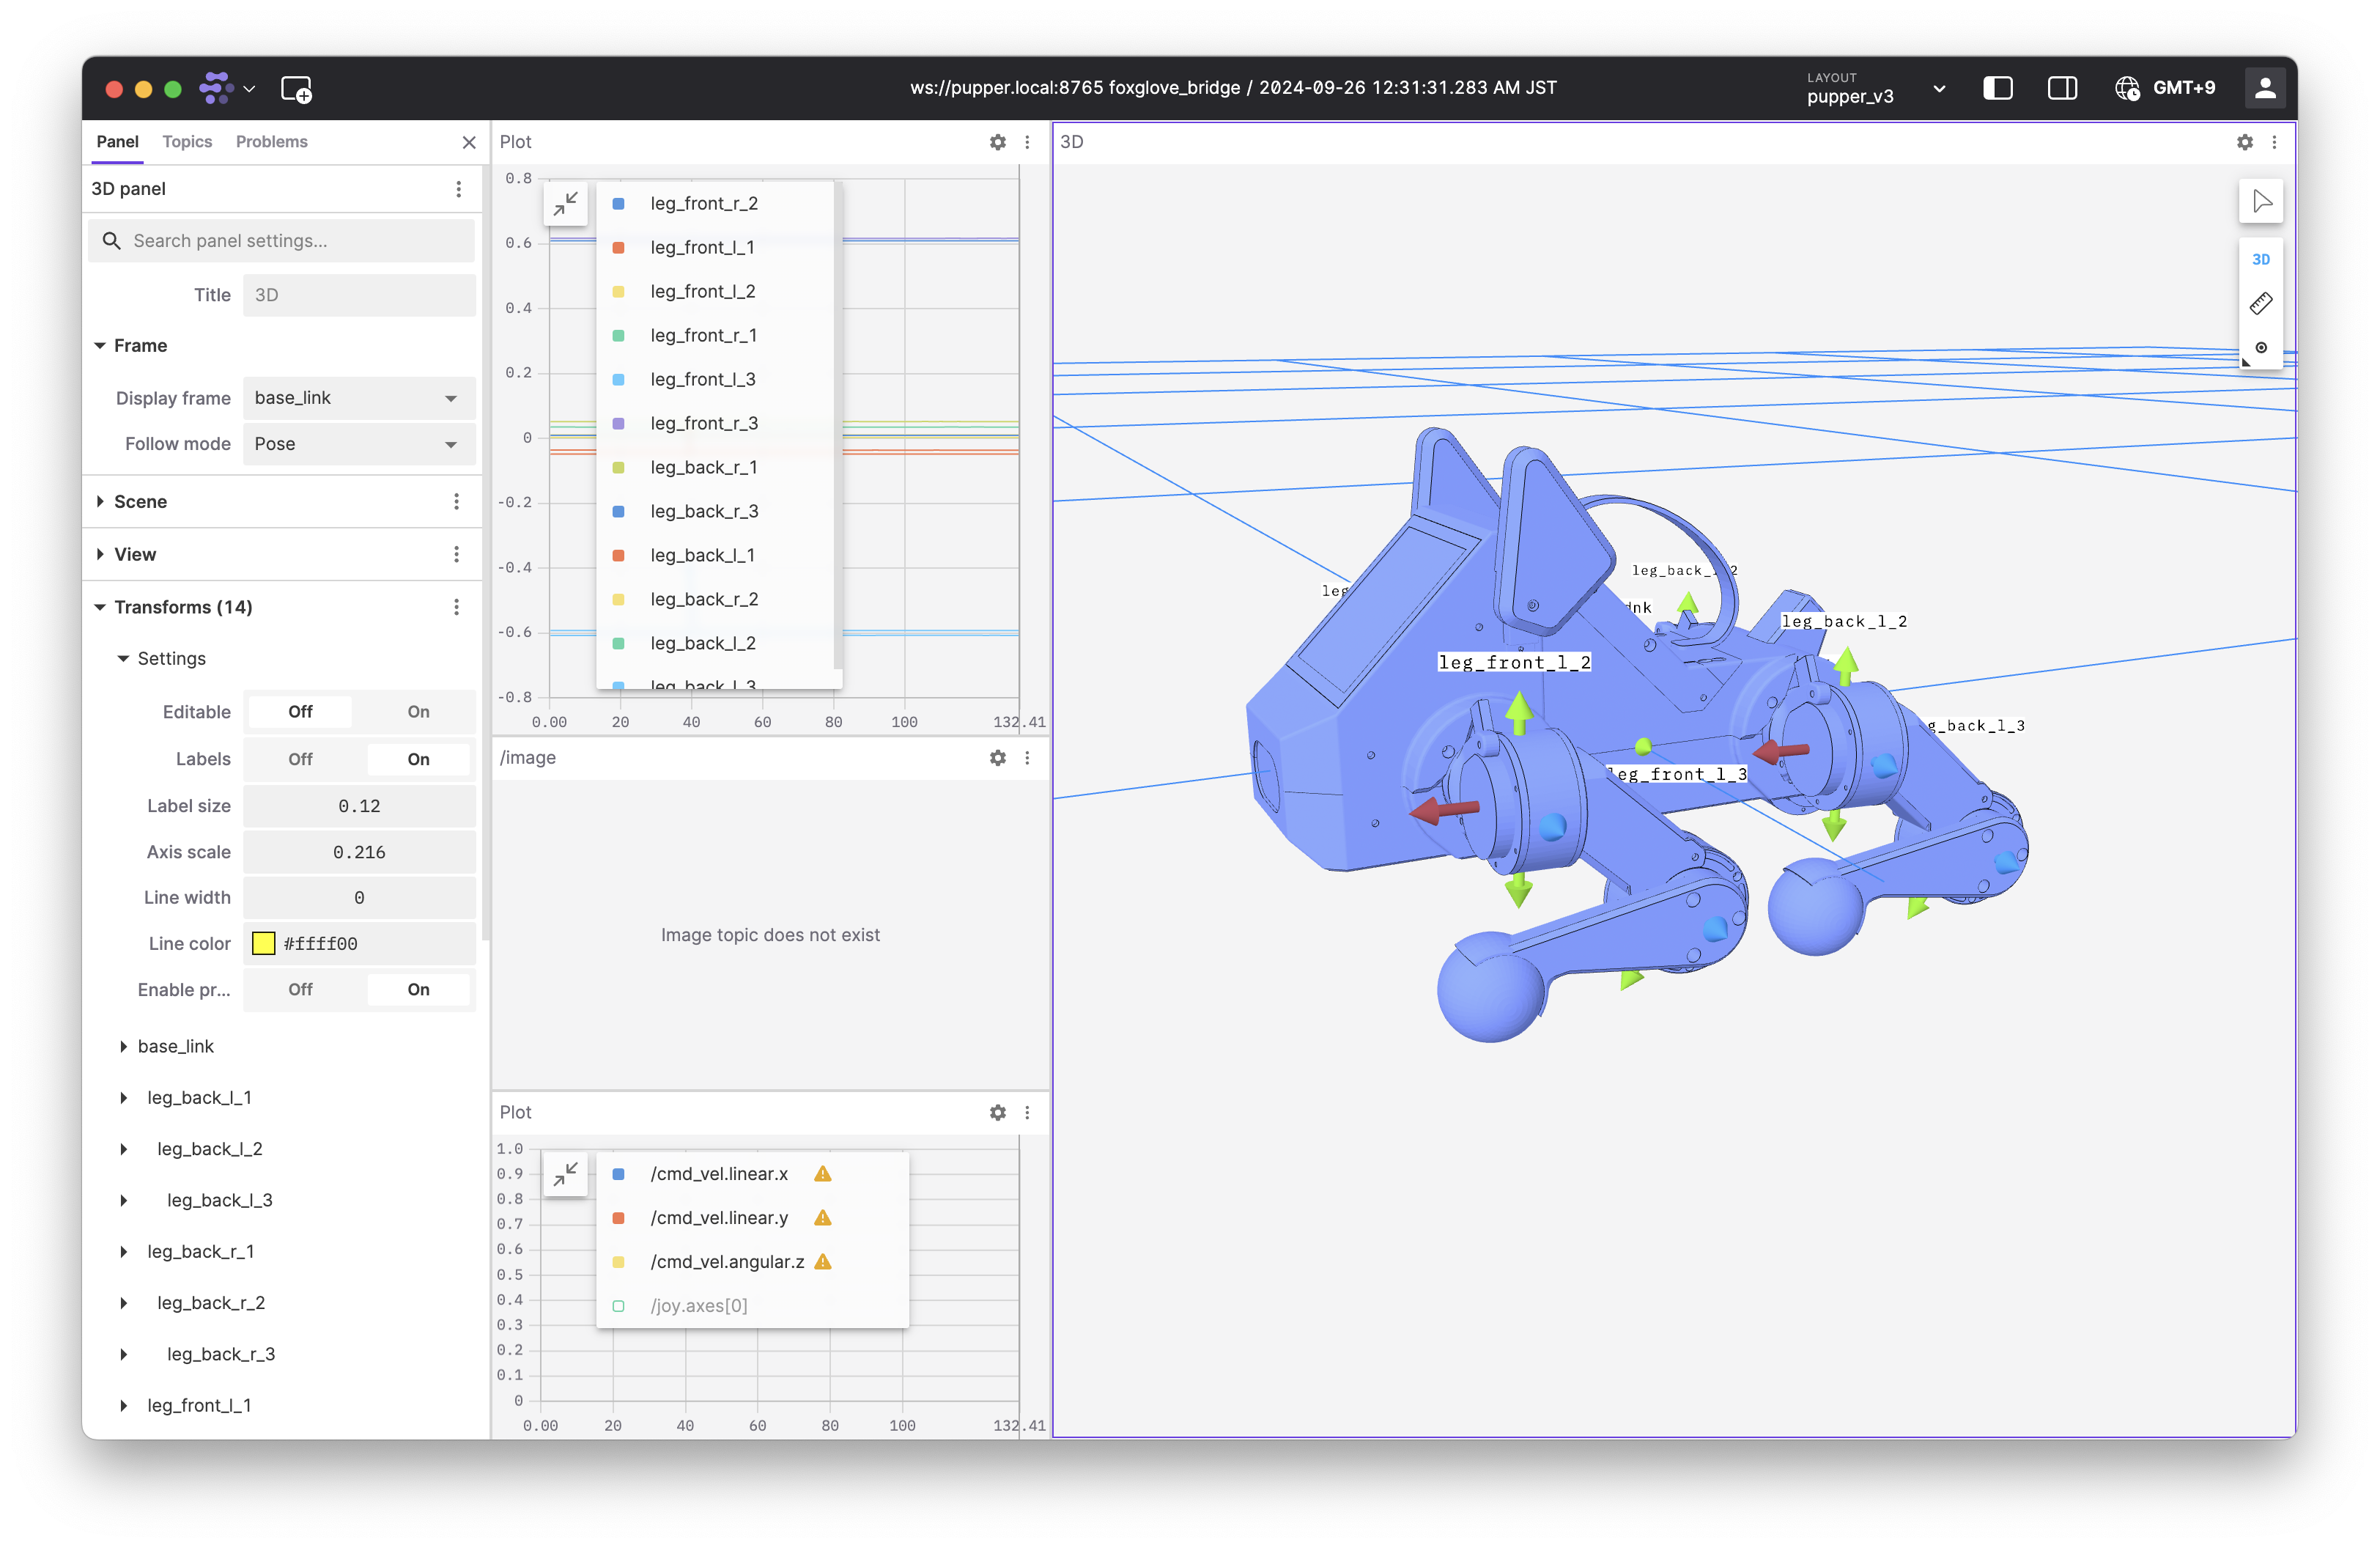 ws://pupper.local:8765 foxglove_bridge / 2024-09-26 12:31:31.283 AM JST
LAYOUT
pupper_v3
GMT+9
Panel
Topics
Problems
3D panel
Search panel settings...
Title
3D
Frame
Display frame
base_link
Follow mode
Pose
Scene
View
Transforms (14)
Settings
Editable
Off
On
Labels
Off
On
Label size
0.12
Axis scale
0.216
Line width
0
Line color
#ffff00
Enable pr...
Off
On
base_link
leg_back_l_1
leg_back_l_2
leg_back_l_3
leg_back_r_1
leg_back_r_2
leg_back_r_3
leg_front_l_1
Plot
0.8
0.6
0.4
0.2
0
-0.2
-0.4
-0.6
-0.8
leg_front_r_2
leg_front_l_1
leg_front_l_2
leg_front_r_1
leg_front_l_3
leg_front_r_3
leg_back_r_1
leg_back_r_3
leg_back_l_1
leg_back_r_2
leg_back_l_2
leg_back_l_3
0.00
20
40
60
80
100
132.41
/image
Image topic does not exist
Plot
1.0
0.9
0.8
0.7
0.6
0.5
0.4
0.3
0.2
0.1
0
/cmd_vel.linear.x
/cmd_vel.linear.y
/cmd_vel.angular.z
/joy.axes[0]
0.00
20
40
60
80
100
132.41
3D
3D
leg_back_l_2
leg_front_l_2
leg_front_l_3
g_back_l_3